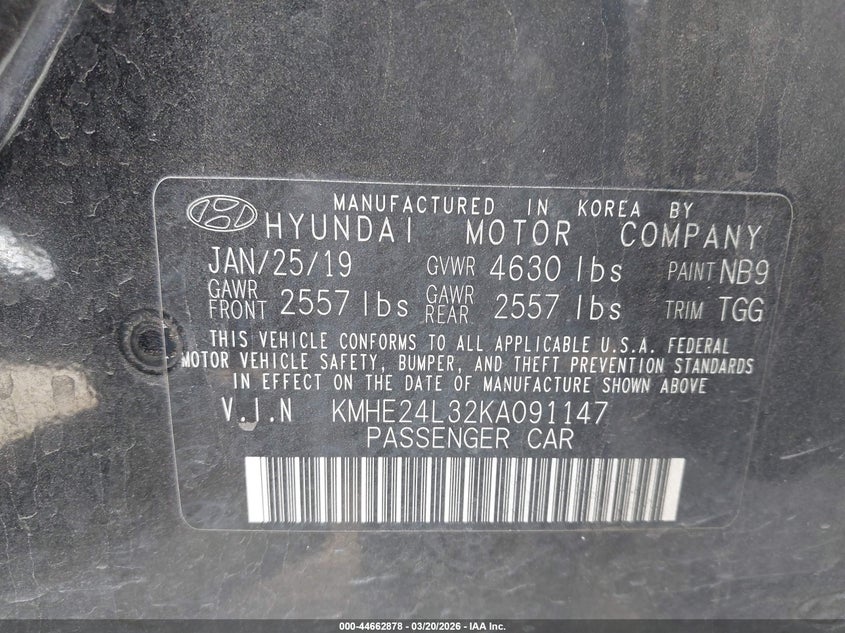 MANUFACTURED IN KOREA BY
HYUNDAI MOTOR COMPANY
JAN/25/19 GVWR 4630 lbs PAINT NB9
GAWR FRONT 2557 lbs GAWR REAR 2557 lbs TRIM TGG
THIS VEHICLE CONFORMS TO ALL APPLICABLE U.S.A. FEDERAL
MOTOR VEHICLE SAFETY, BUMPER, AND THEFT PREVENTION STANDARDS
IN EFFECT ON THE DATE OF MANUFACTURE SHOWN ABOVE
V.I.N KMHE24L32KA091147
PASSENGER CAR
000-44662878 - 03/20/2026 - IAA Inc.